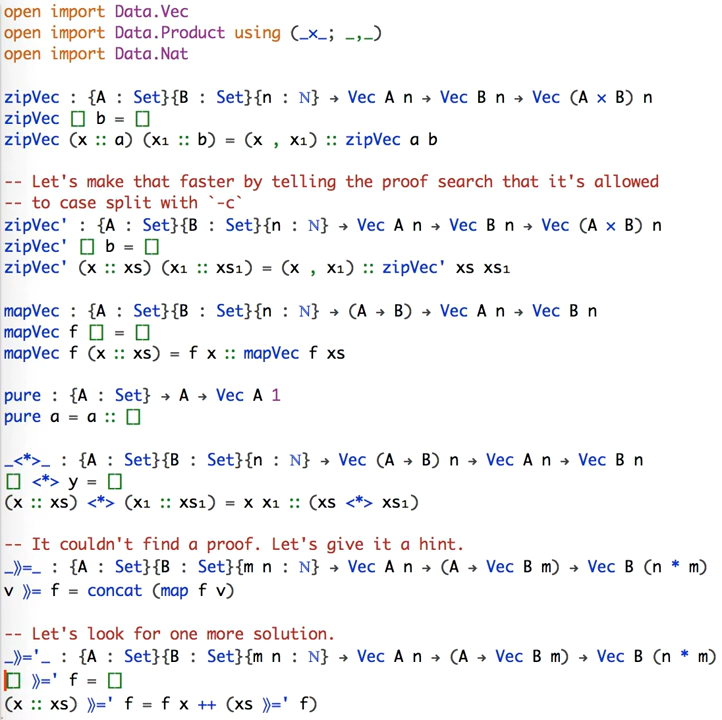 open import Data.Vec
open import Data.Product using (_×_; _,_)
open import Data.Nat
zipVec : {A : Set}{B : Set}{n : ℕ} → Vec A n → Vec B n → Vec (A × B) n
zipVec [] b = []
zipVec (x ∷ a) (x₁ ∷ b) = (x , x₁) ∷ zipVec a b
-- Let's make that faster by telling the proof search that it's allowed
-- to case split with `-c`
zipVec' : {A : Set}{B : Set}{n : ℕ} → Vec A n → Vec B n → Vec (A × B) n
zipVec' [] b = []
zipVec' (x ∷ xs) (x₁ ∷ xs₁) = (x , x₁) ∷ zipVec' xs xs₁
mapVec : {A : Set}{B : Set}{n : ℕ} → (A → B) → Vec A n → Vec B n
mapVec f [] = []
mapVec f (x ∷ xs) = f x ∷ mapVec f xs
pure : {A : Set} → A → Vec A 1
pure a = a ∷ []
_<*>_ : {A : Set}{B : Set}{n : ℕ} → Vec (A → B) n → Vec A n → Vec B n
[] <*> y = []
(x ∷ xs) <*> (x₁ ∷ xs₁) = x x₁ ∷ (xs <*> xs₁)
-- It couldn't find a proof. Let's give it a hint.
_⟫=_ : {A : Set}{B : Set}{m n : ℕ} → Vec A n → (A → Vec B m) → Vec B (n * m)
v ⟫= f = concat (map f v)
-- Let's look for one more solution.
_⟫='_ : {A : Set}{B : Set}{m n : ℕ} → Vec A n → (A → Vec B m) → Vec B (n * m)
[] ⟫=' f = []
(x ∷ xs) ⟫=' f = f x ++ (xs ⟫=' f)